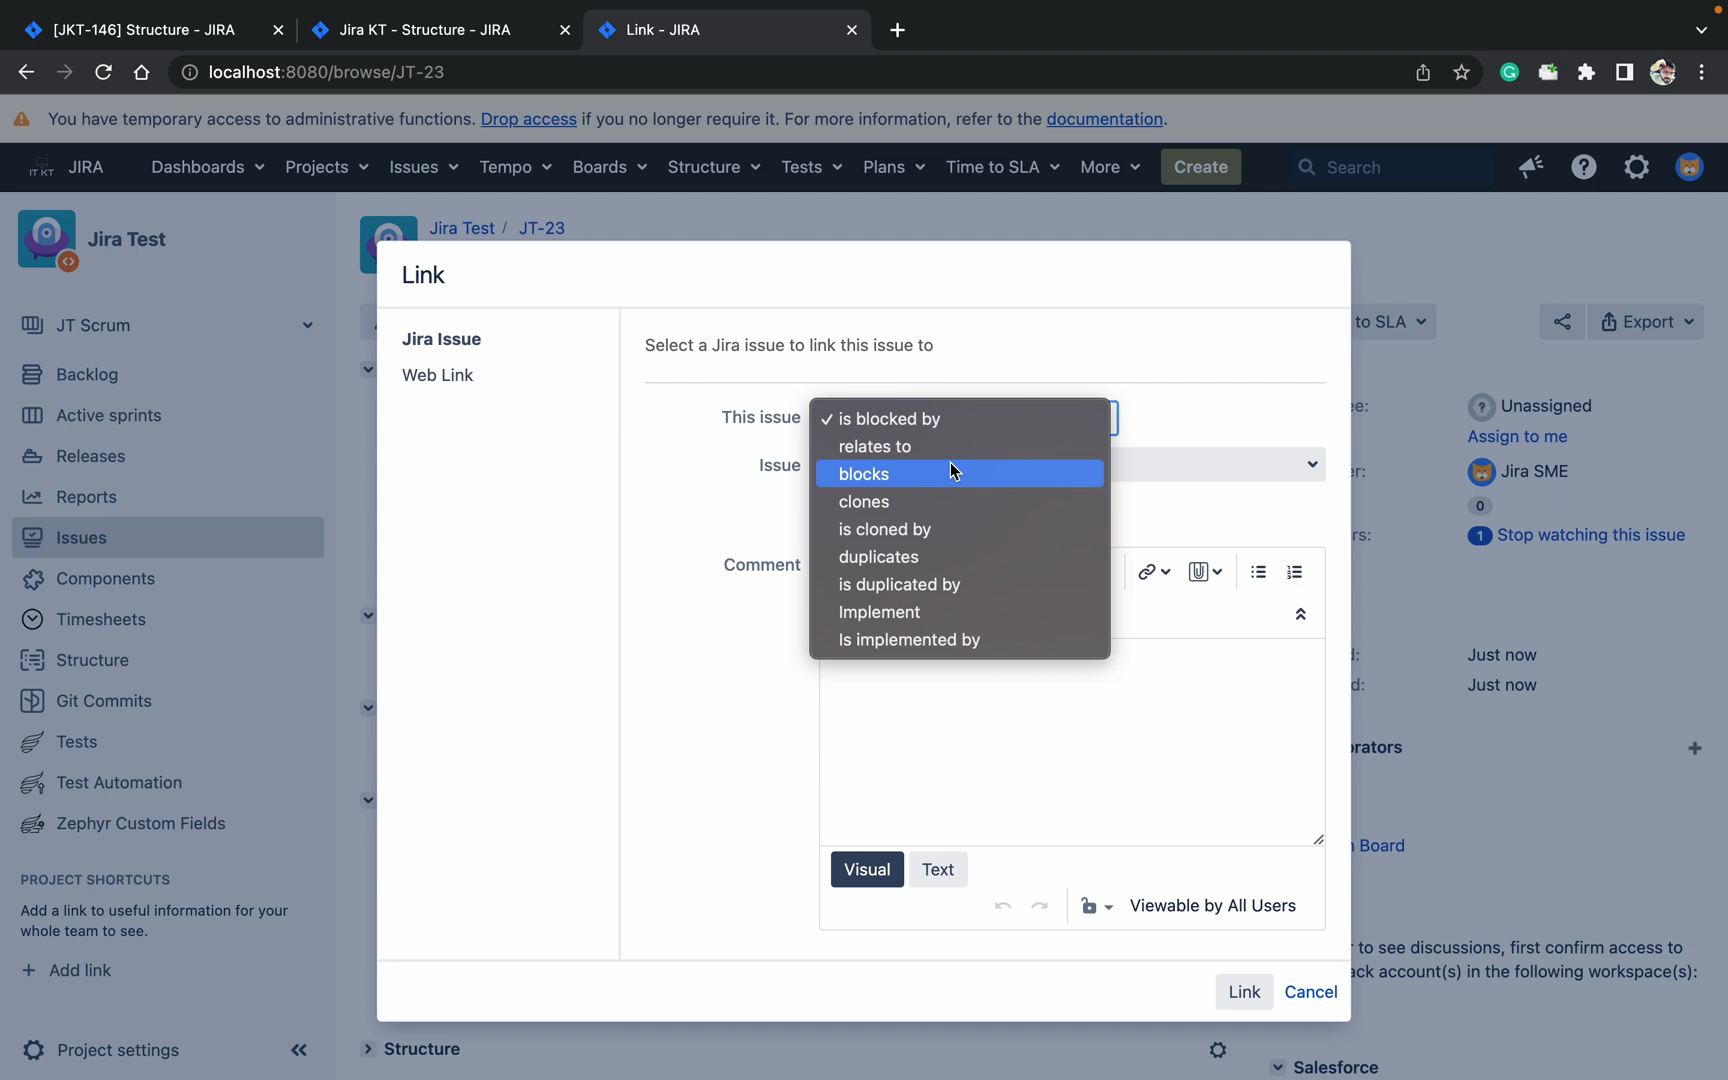 [JKT-146] Structure - JIRA
Jira KT - Structure - JIRA
Link - JIRA
localhost:8080/browse/JT-23
You have temporary access to administrative functions. Drop access if you no longer require it. For more information, refer to the documentation.
IT KT JIRA Dashboards Projects Issues Tempo Boards Structure Tests Plans Time to SLA More Create Search
Jira Test
Jira Test / JT-23
Link
JT Scrum
Backlog
Active sprints
Releases
Reports
Issues
Components
Timesheets
Structure
Git Commits
Tests
Test Automation
Zephyr Custom Fields
PROJECT SHORTCUTS
Add a link to useful information for your
whole team to see.
Add link
Project settings
Jira Issue
Web Link
Select a Jira issue to link this issue to
This issue
is blocked by
relates to
blocks
clones
is cloned by
duplicates
is duplicated by
Implement
Is implemented by
Issue
Comment
Visual Text
Viewable by All Users
Link Cancel
Structure
to SLA
Export
Unassigned
Assign to me
Jira SME
0
1 Stop watching this issue
Just now
Just now
Board
to see discussions, first confirm access to
account(s) in the following workspace(s):
Salesforce